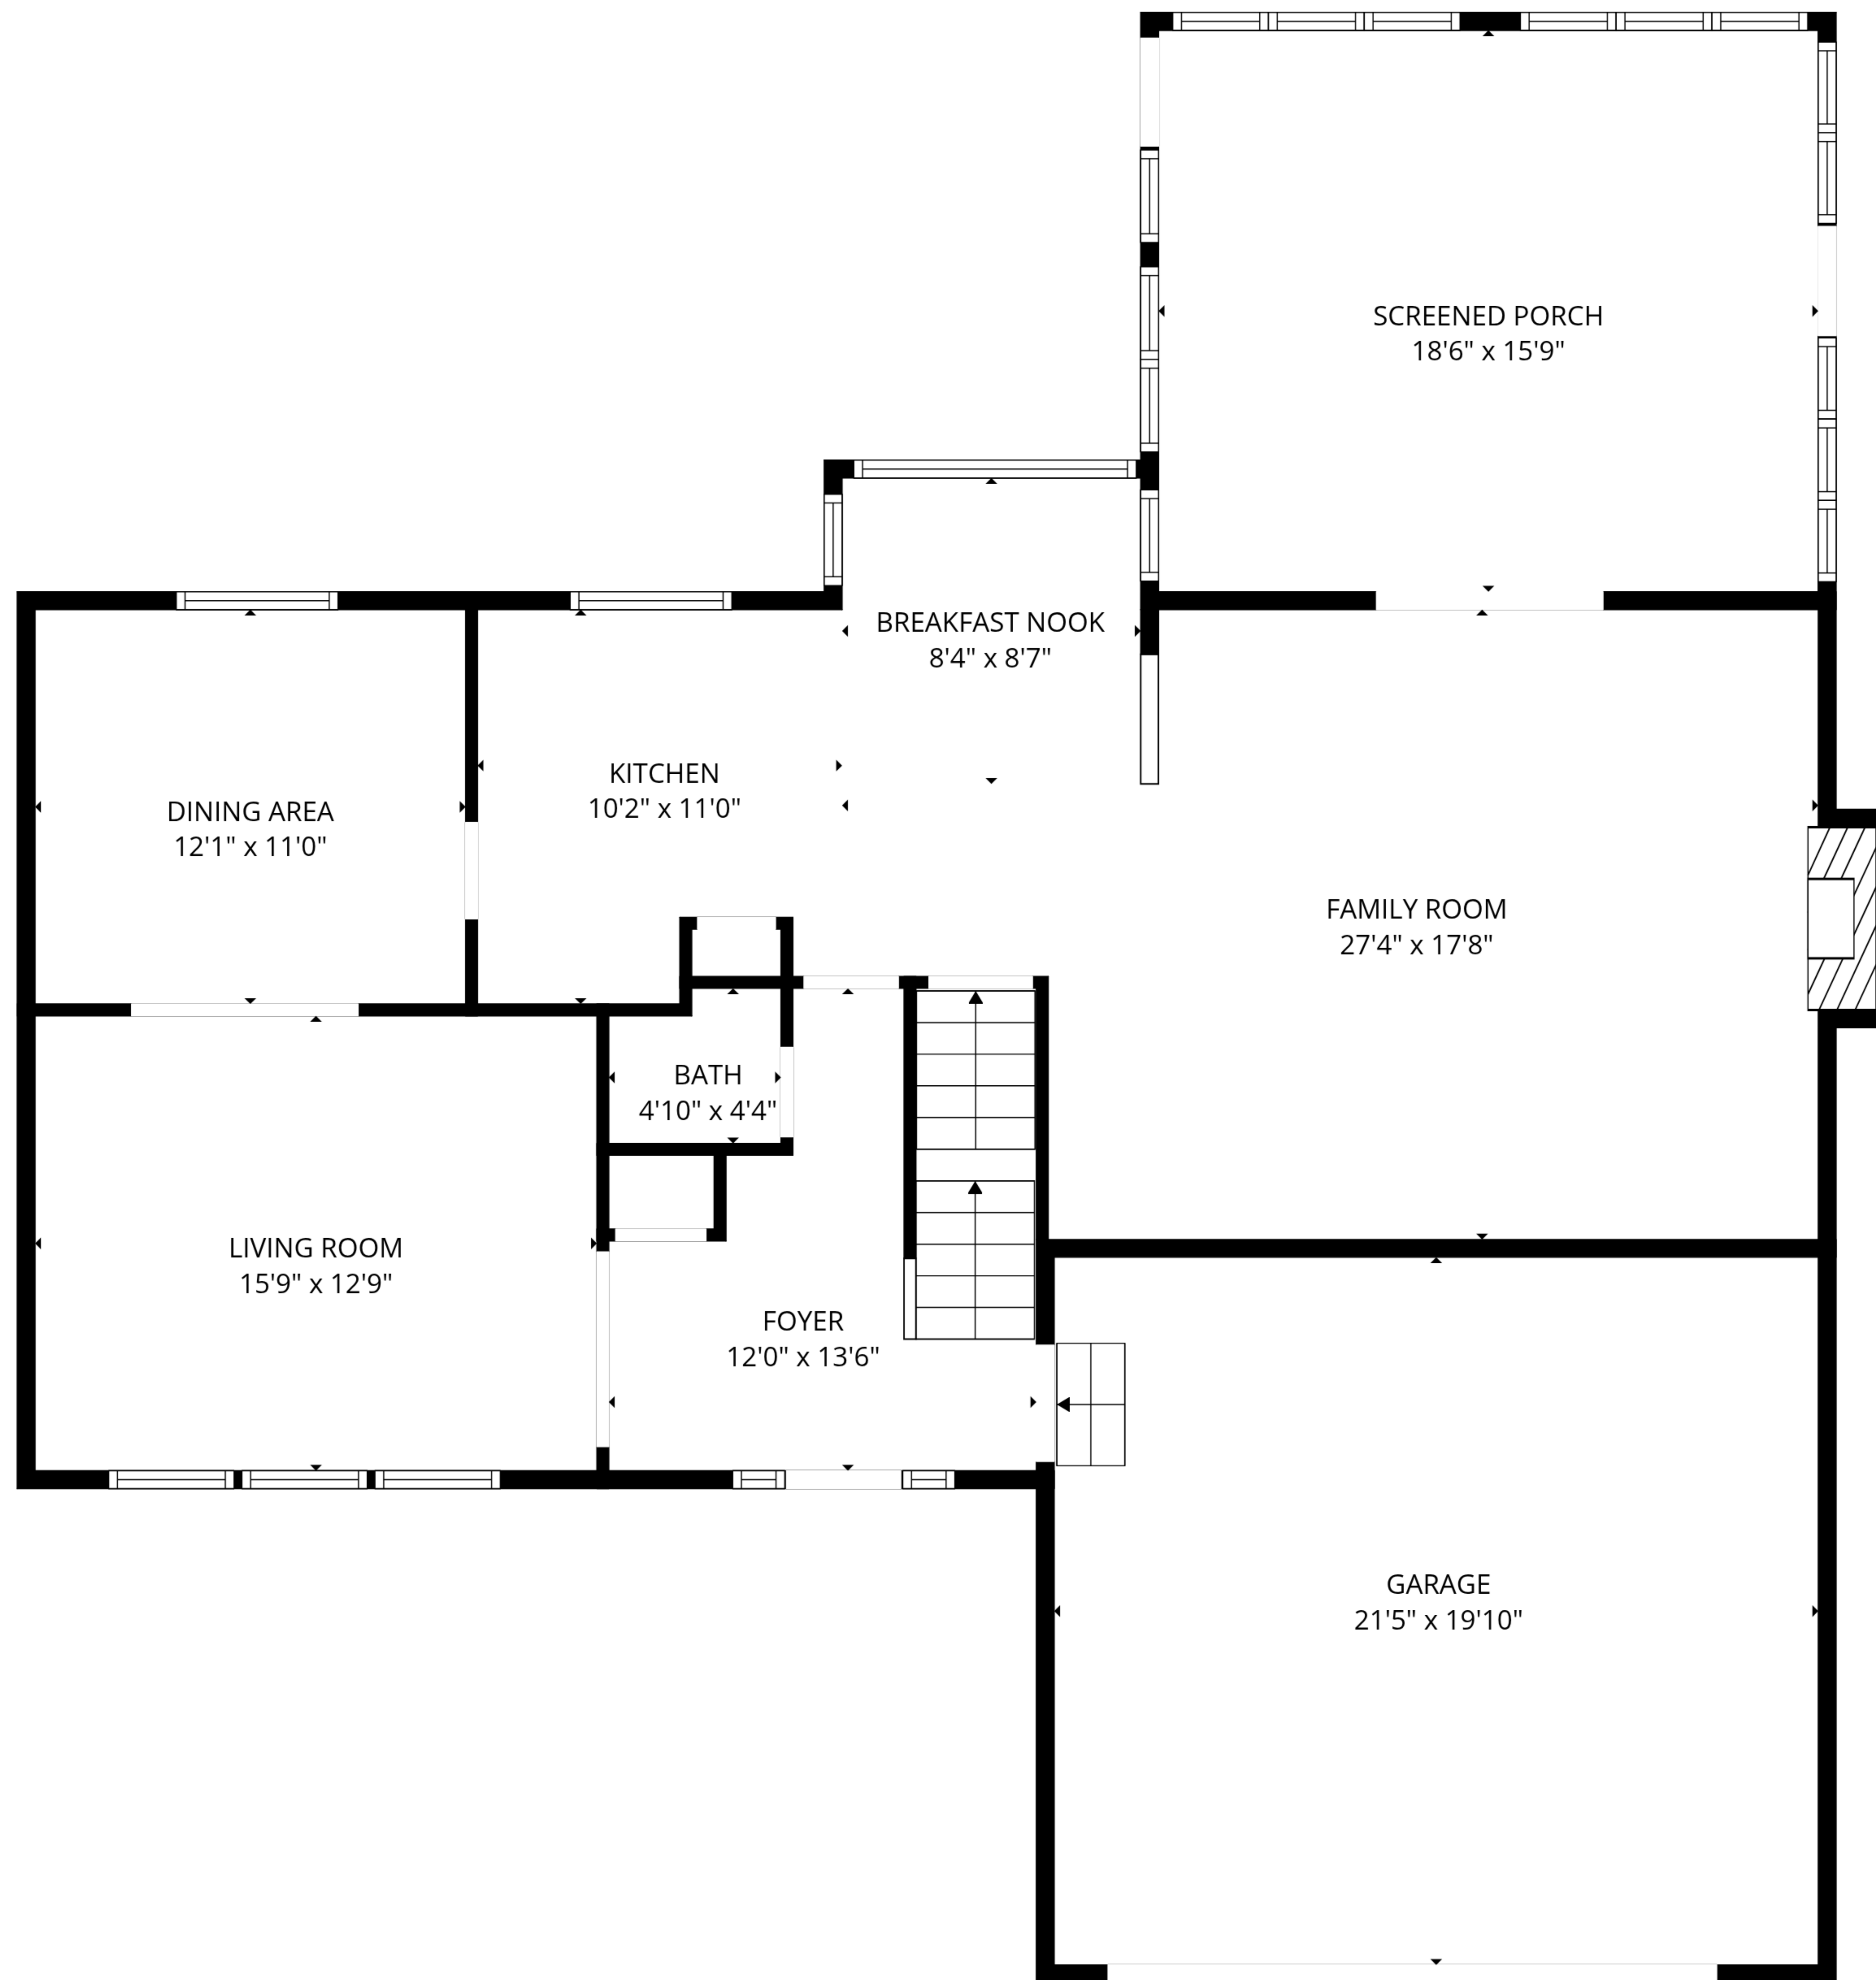 SCREENED PORCH
18'6" x 15'9"
BREAKFAST NOOK
8'4" x 8'7"
KITCHEN
10'2" x 11'0"
DINING AREA
12'1" x 11'0"
FAMILY ROOM
27'4" x 17'8"
BATH
4'10" x 4'4"
LIVING ROOM
15'9" x 12'9"
FOYER
12'0" x 13'6"
GARAGE
21'5" x 19'10"